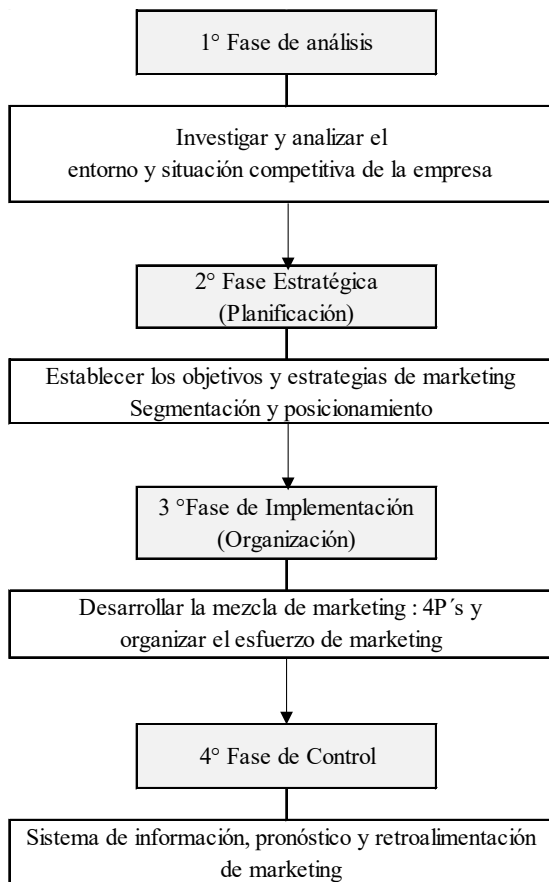 1° Fase de análisis
Investigar y analizar el
entorno y situación competitiva de la empresa
2° Fase Estratégica
(Planificación)
Establecer los objetivos y estrategias de marketing
Segmentación y posicionamiento
3 °Fase de Implementación
(Organización)
Desarrollar la mezcla de marketing : 4P´s y
organizar el esfuerzo de marketing
4° Fase de Control
Sistema de información, pronóstico y retroalimentación
de marketing